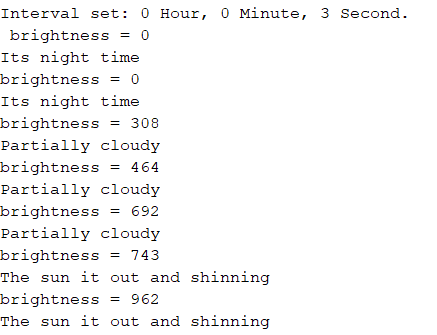 Interval set: 0 Hour, 0 Minute, 3 Second.
 brightness = 0
Its night time
brightness = 0
Its night time
brightness = 308
Partially cloudy
brightness = 464
Partially cloudy
brightness = 692
Partially cloudy
brightness = 743
The sun it out and shinning
brightness = 962
The sun it out and shinning